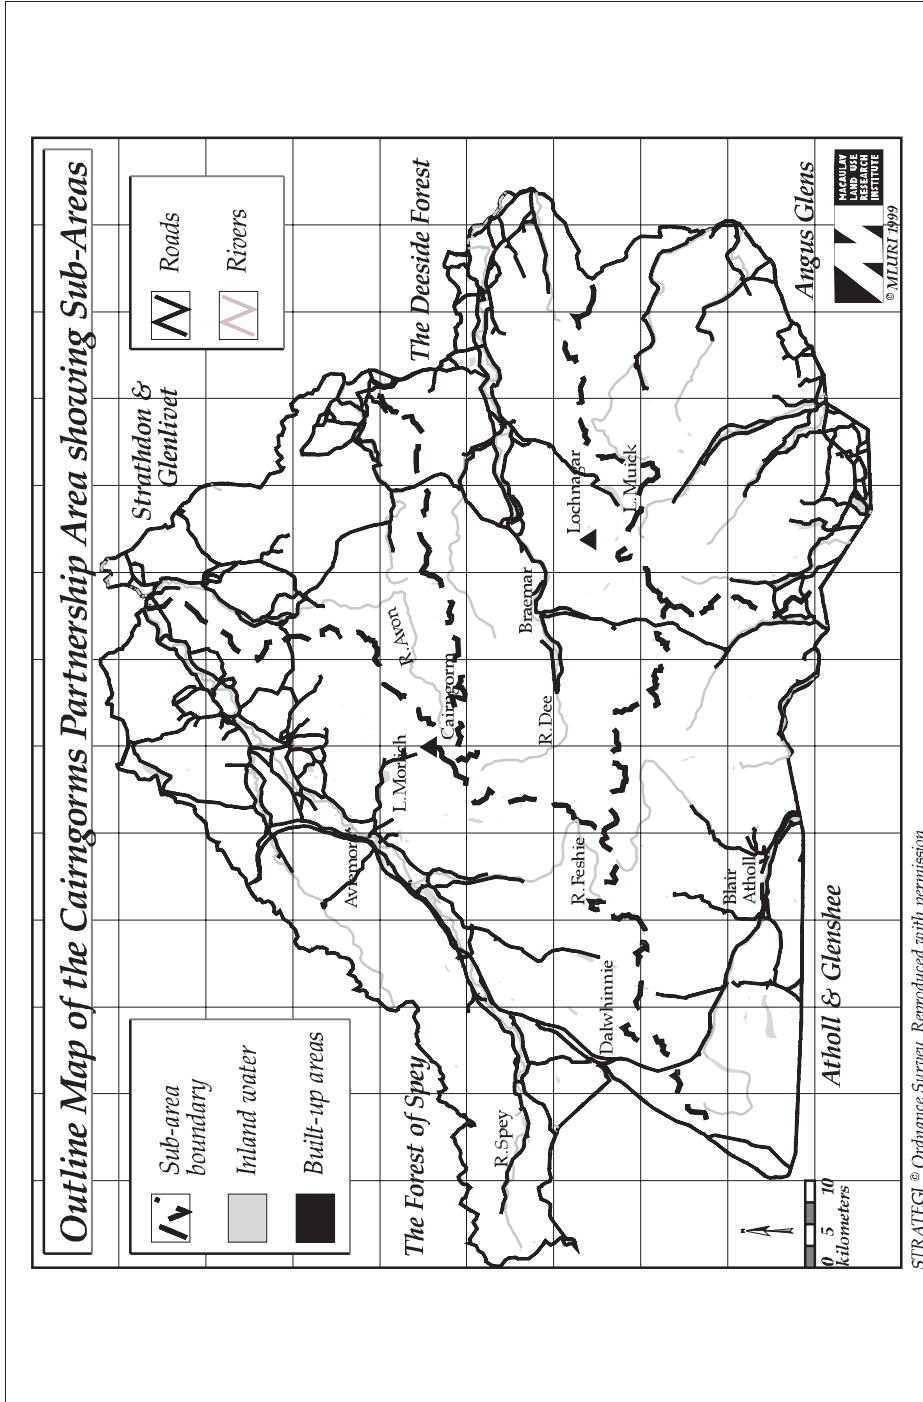 Outline Map of the Cairngorms Partnership Area showing Sub-Areas
Sub-area
boundary
Inland water
Built-up areas
Roads
Rivers
Strathdon &
Glenlivet
The Forest of Spey
The Deeside Forest
R. Avon
Aviemore
L. Morlich
Cairngorm
R. Spey
R. Dee
Braemar
Lochnagar
L. Muick
R. Feshie
Dalwhinnie
Blair
Atholl
Angus Glens
Atholl & Glenshee
N
0 5 10
kilometers
MACAULAY
LAND USE
RESEARCH
INSTITUTE
© MLURI 1999
STRATEGI © Ordnance Survey. Reproduced with permission